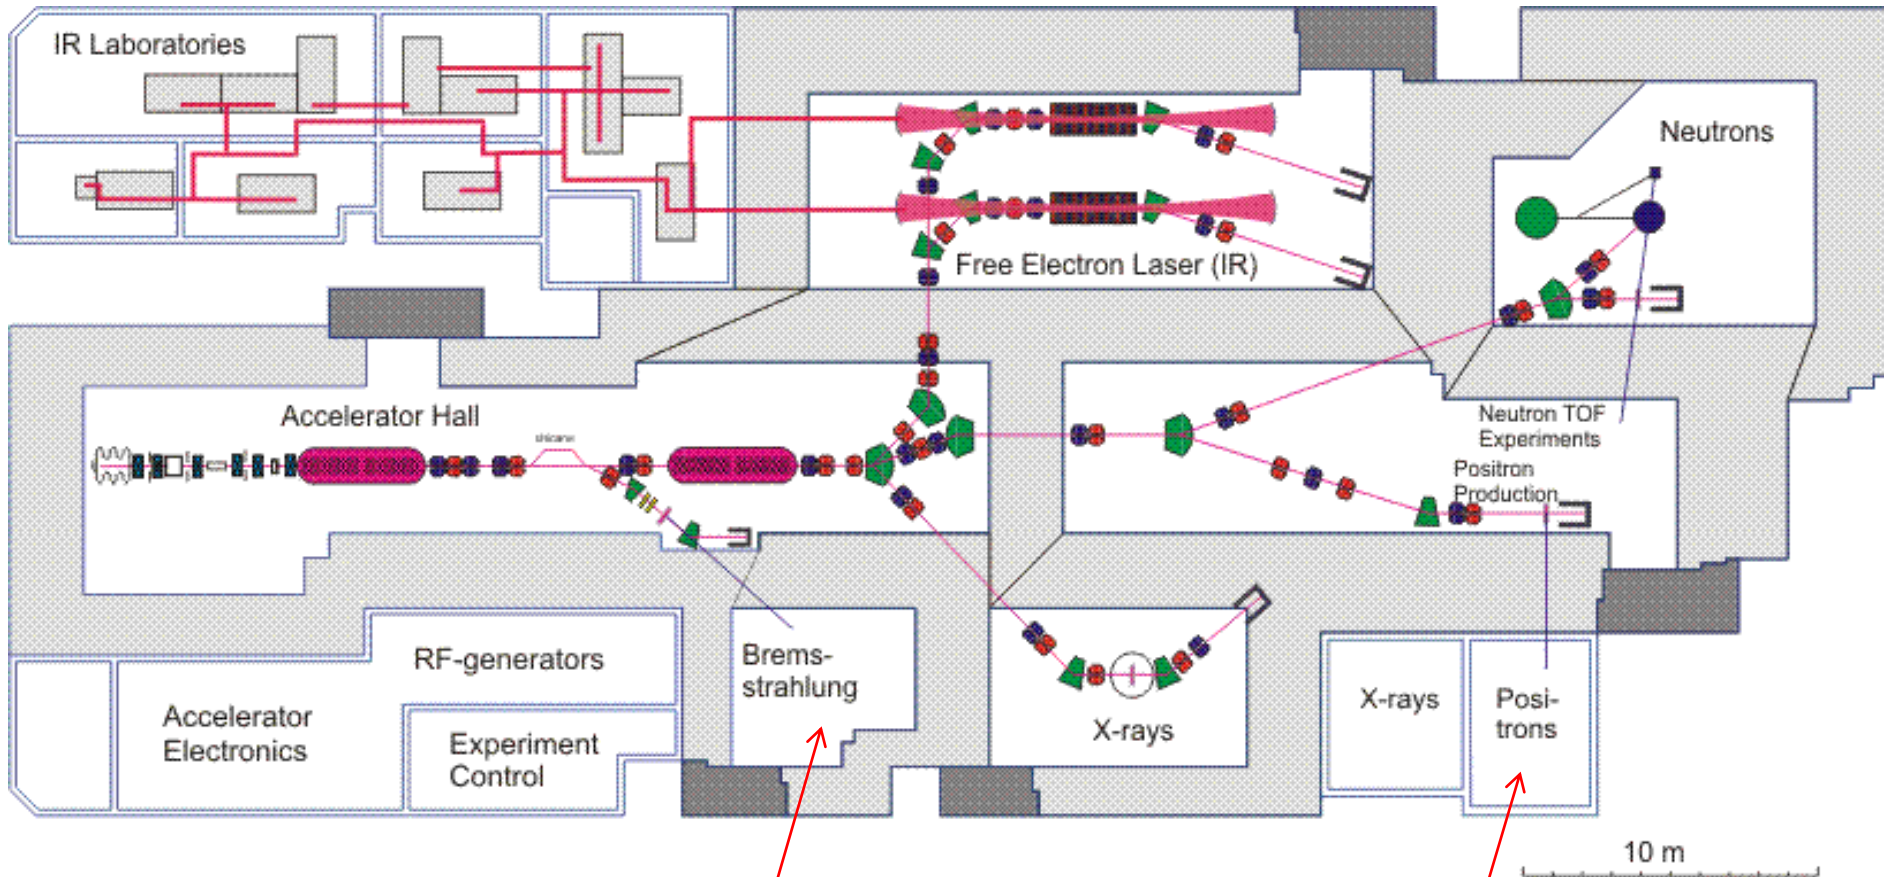 IR Laboratories
Neutrons
Free Electron Laser (IR)
Accelerator Hall
chicane
Neutron TOF
Experiments
Positron
Production
RF-generators
Brems-
strahlung
Accelerator
Electronics
Experiment
Control
X-rays
X-rays
Posi-
trons
10 m